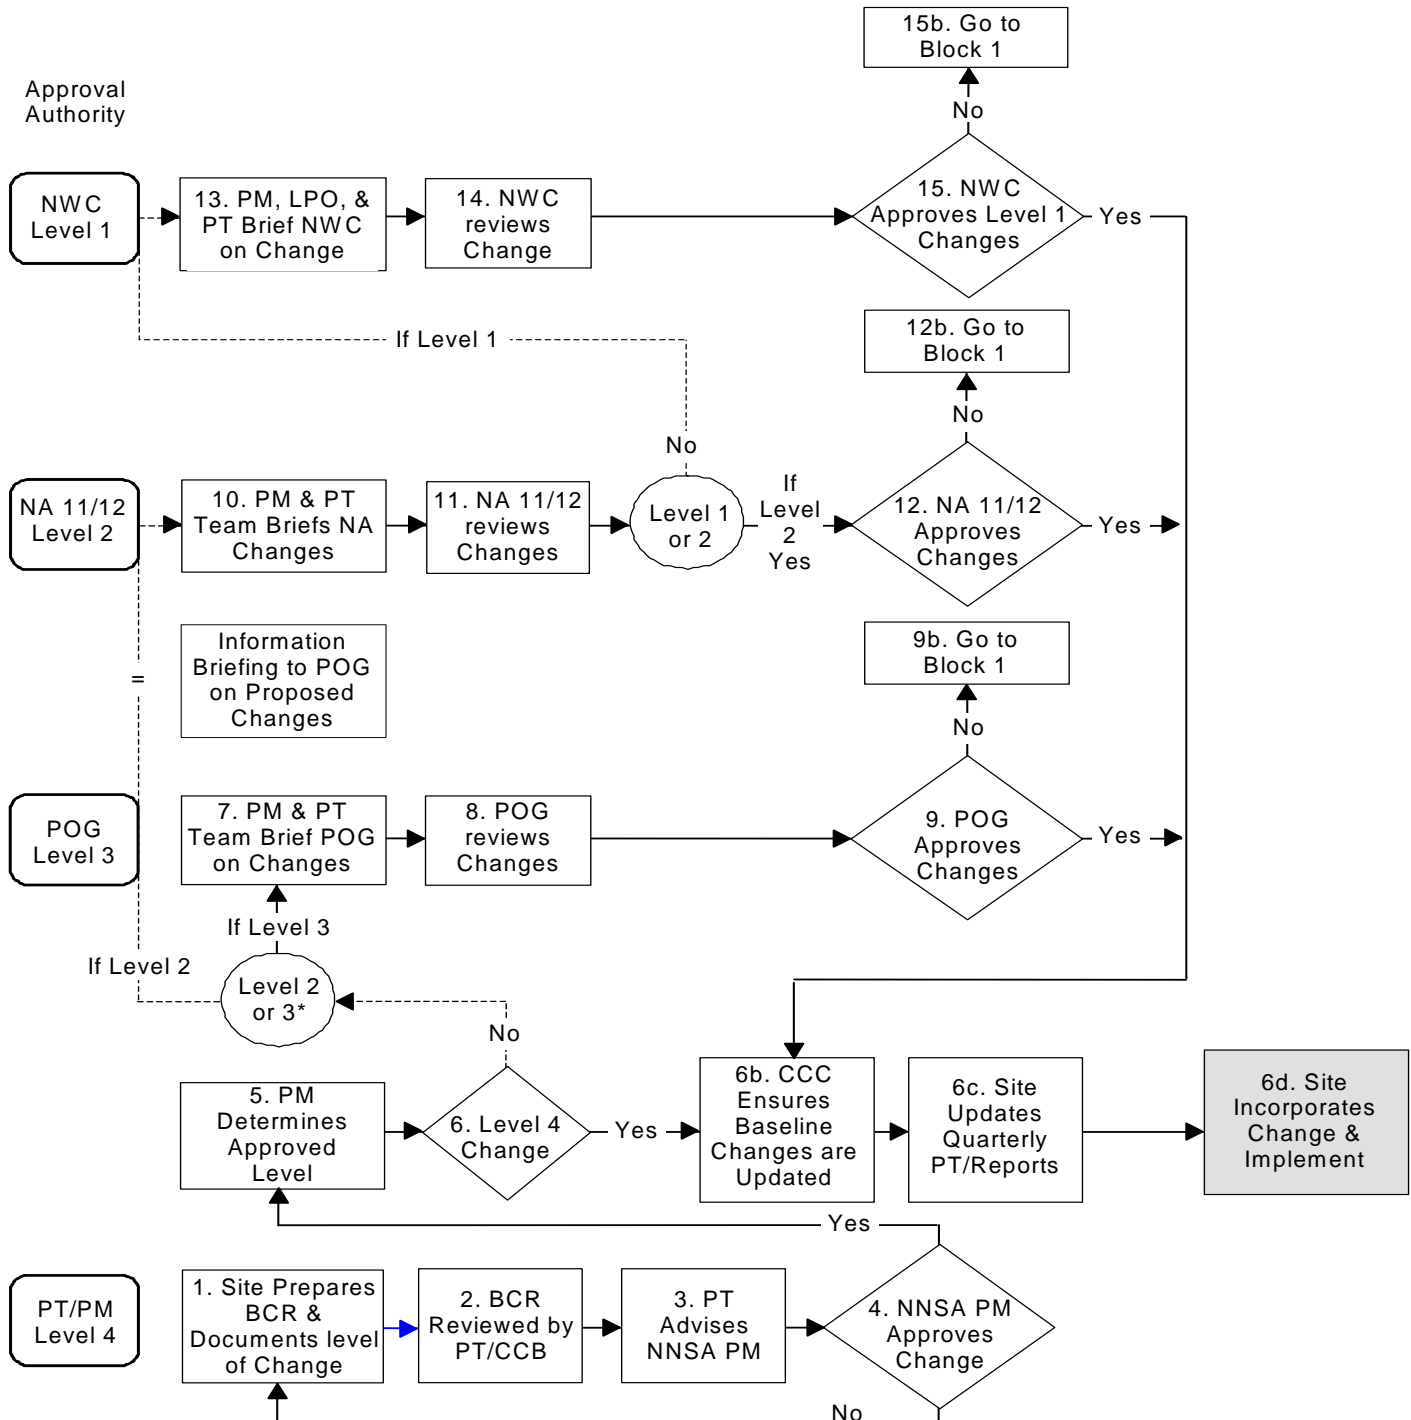 15b. Go to
Block 1
Approval
Authority
No
NWC
Level 1
13. PM, LPO, &
PT Brief NWC
on Change
14. NWC
reviews
Change
15. NWC
Approves Level 1
Changes
Yes
If Level 1
12b. Go to
Block 1
No
No
NA 11/12
Level 2
10. PM & PT
Team Briefs NA
Changes
11. NA 11/12
reviews
Changes
Level 1
or 2
If
Level
2
Yes
12. NA 11/12
Approves
Changes
Yes
Information
Briefing to POG
on Proposed
Changes
=
9b. Go to
Block 1
No
POG
Level 3
7. PM & PT
Team Brief POG
on Changes
8. POG
reviews
Changes
9. POG
Approves
Changes
Yes
If Level 3
If Level 2
Level 2
or 3*
No
5. PM
Determines
Approved
Level
6. Level 4
Change
Yes
6b. CCC
Ensures
Baseline
Changes are
Updated
6c. Site
Updates
Quarterly
PT/Reports
6d. Site
Incorporates
Change &
Implement
Yes
PT/PM
Level 4
1. Site Prepares
BCR &
Documents level
of Change
2. BCR
Reviewed by
PT/CCB
3. PT
Advises
NNSA PM
4. NNSA PM
Approves
Change
No